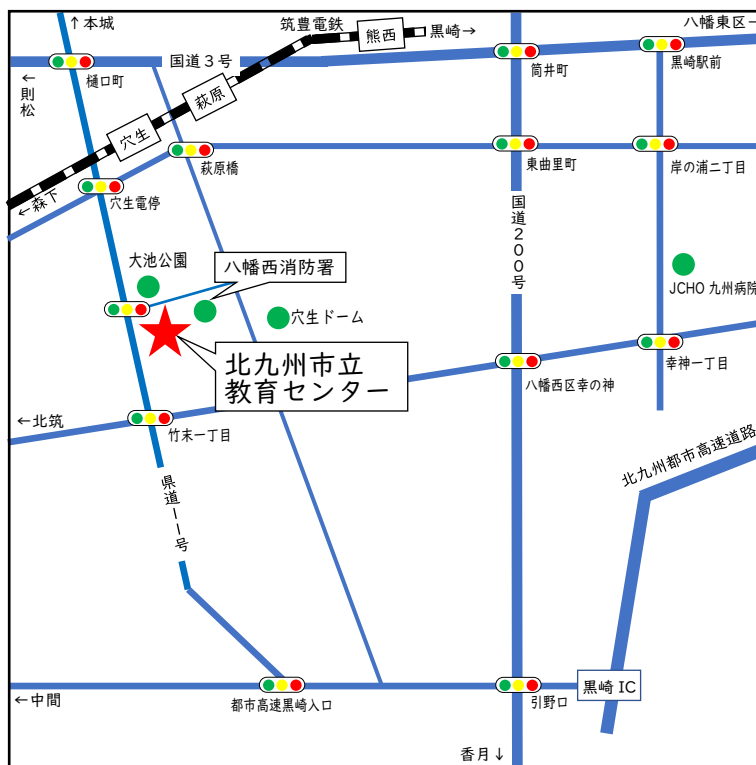 ↑本城
筑豊電鉄
熊西
黒崎→
八幡東区→
国道3号
←則松
樋口町
萩原
筒井町
黒崎駅前
穴生
萩原橋
東曲里町
岸の浦二丁目
←森下
穴生電停
国道200号
大池公園
八幡西消防署
JCHO 九州病院
穴生ドーム
北九州市立
教育センター
幸神一丁目
八幡西区幸の神
←北筑
竹末一丁目
北九州都市高速道路
県道11号
黒崎 IC
←中間
都市高速黒崎入口
引野口
香月↓